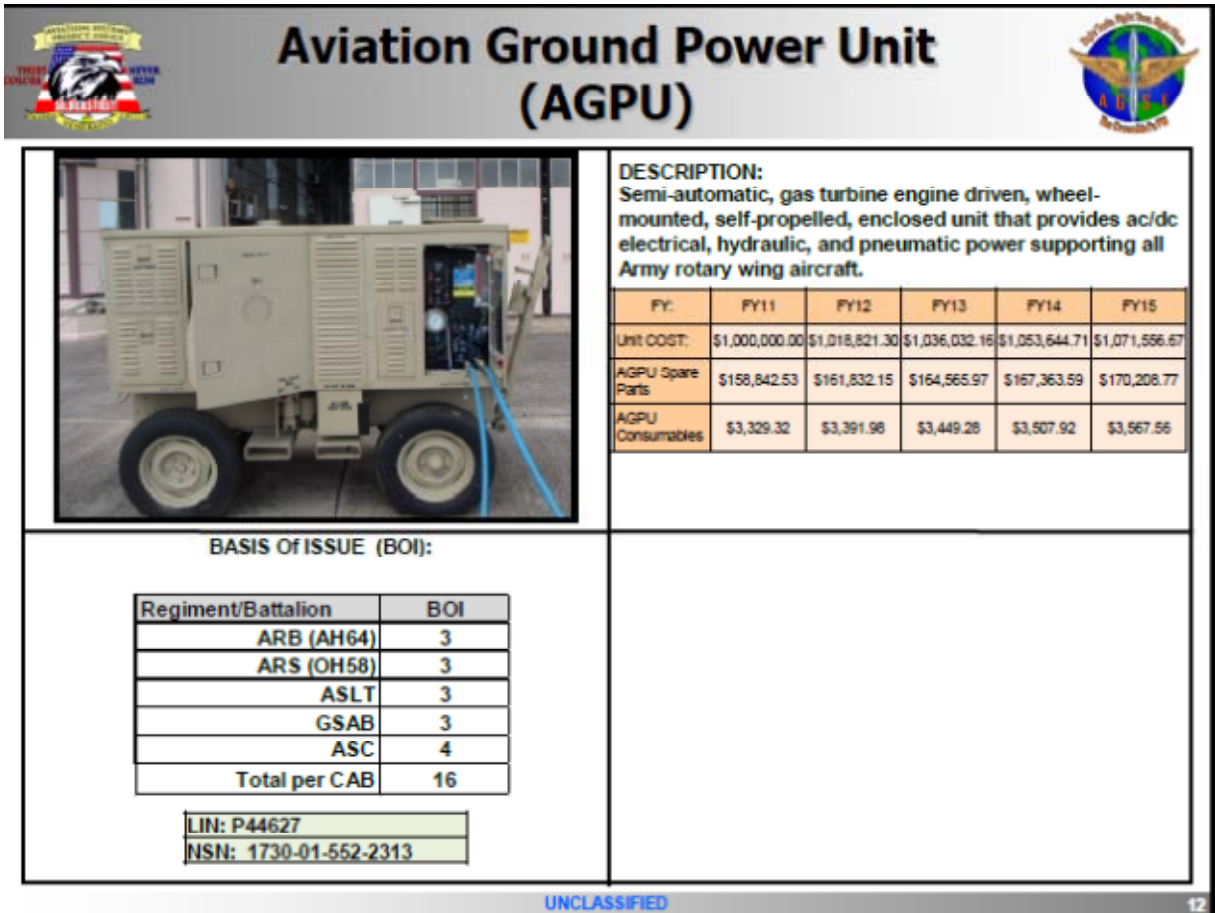 Aviation Ground Power Unit
(AGPU)
DESCRIPTION:
Semi-automatic, gas turbine engine driven, wheel-
mounted, self-propelled, enclosed unit that provides ac/dc
electrical, hydraulic, and pneumatic power supporting all
Army rotary wing aircraft.
FY: FY11 FY12 FY13 FY14 FY15
Unit COST: $1,000,000.00 $1,018,821.30 $1,036,032.16 $1,053,644.71 $1,071,556.67
AGPU Spare
Parts $158,842.53 $161,832.15 $164,565.97 $167,363.59 $170,208.77
AGPU
Consumables $3,329.32 $3,391.98 $3,449.28 $3,507.92 $3,567.56
BASIS Of ISSUE (BOI):
Regiment/Battalion BOI
ARB (AH64) 3
ARS (OH58) 3
ASLT 3
GSAB 3
ASC 4
Total per CAB 16
LIN: P44627
NSN: 1730-01-552-2313
UNCLASSIFIED
12